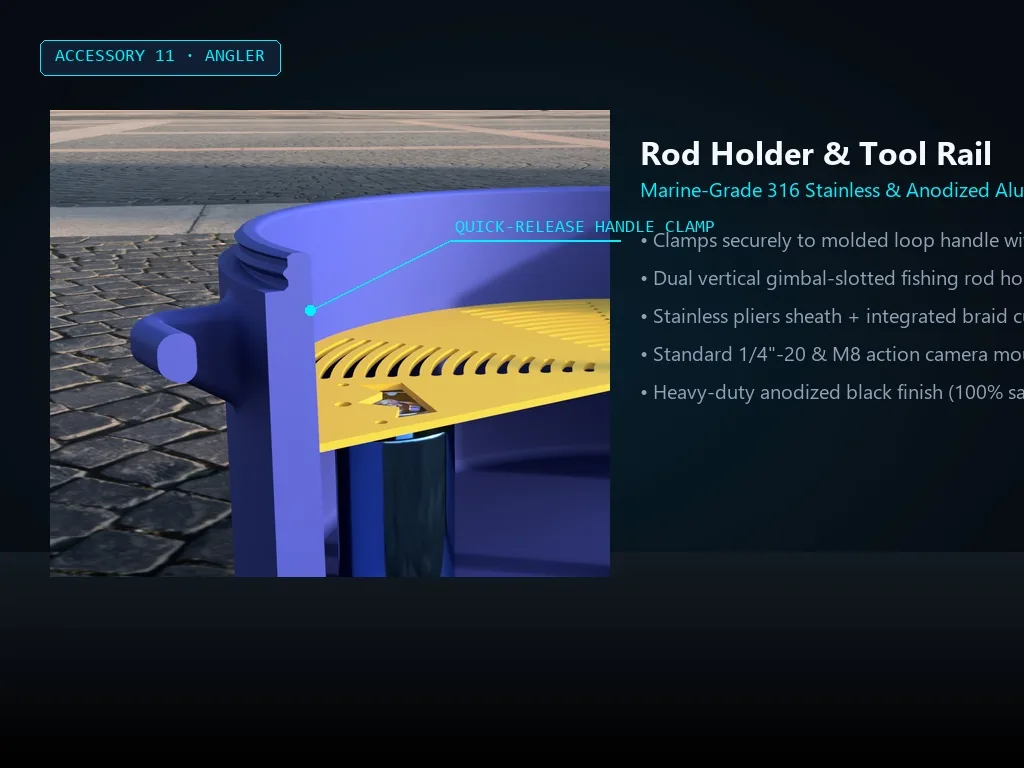 ACCESSORY 11 · ANGLER
Rod Holder & Tool Rail
Marine-Grade 316 Stainless & Anodized Alu
QUICK-RELEASE HANDLE CLAMP
• Clamps securely to molded loop handle wi
• Dual vertical gimbal-slotted fishing rod ho
• Stainless pliers sheath + integrated braid c
• Standard 1/4"-20 & M8 action camera mo
• Heavy-duty anodized black finish (100% sa